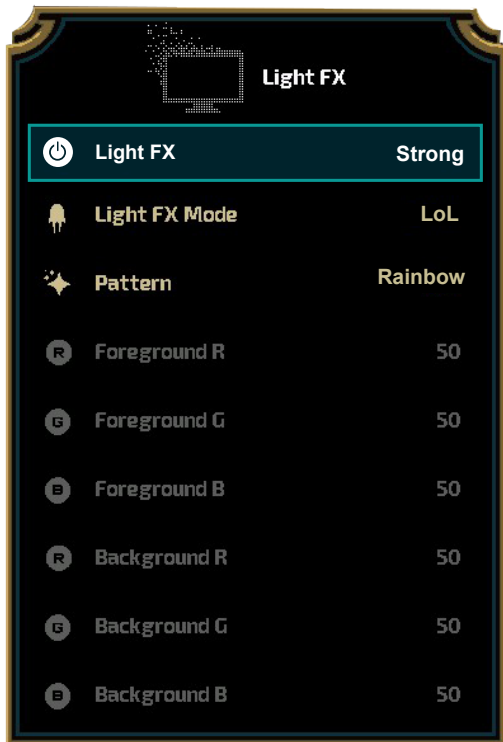 Light FX
Light FX Strong
Light FX Mode LoL
Pattern Rainbow
R Foreground R 50
G Foreground G 50
B Foreground B 50
R Background R 50
G Background G 50
B Background B 50